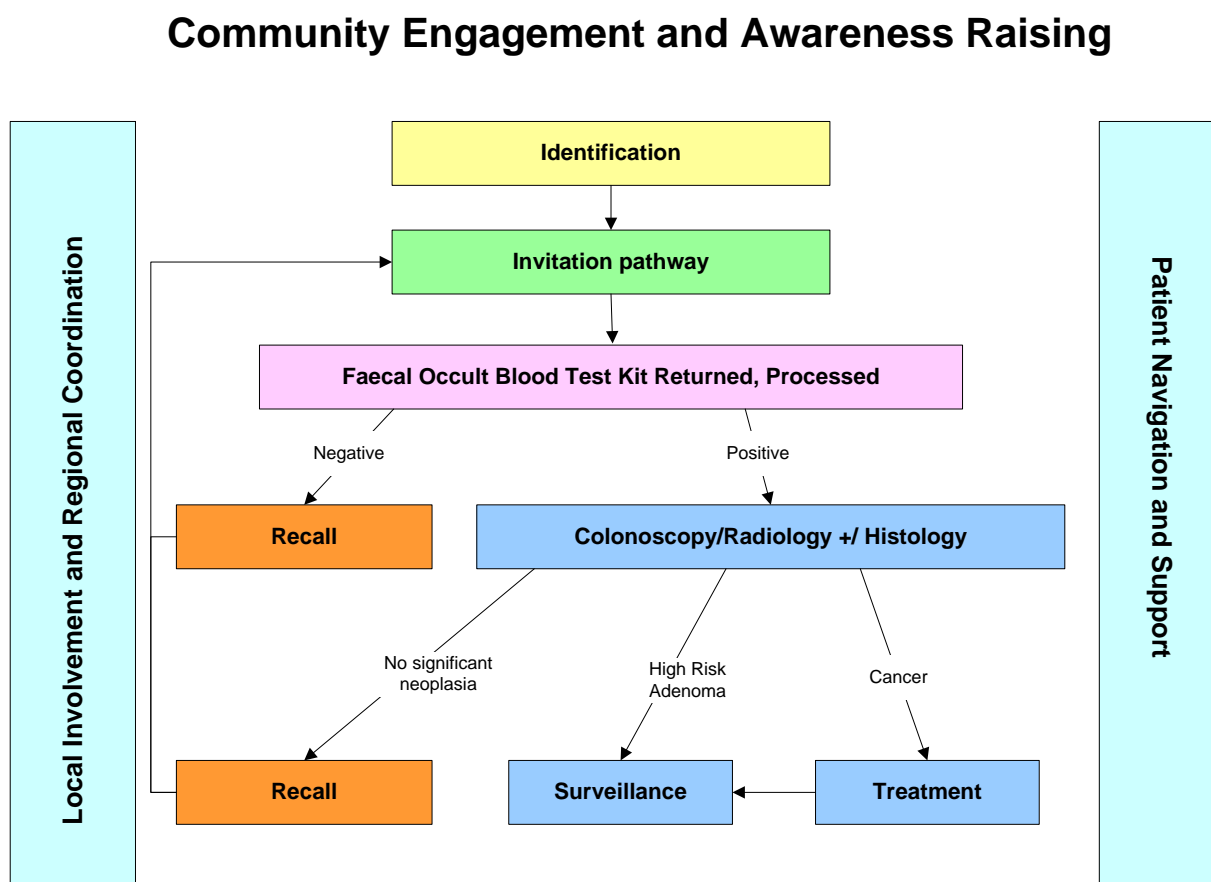 Community Engagement and Awareness Raising
Local Involvement and Regional Coordination
Identification
Invitation pathway
Faecal Occult Blood Test Kit Returned, Processed
Negative
Positive
Recall
Colonoscopy/Radiology +/ Histology
No significant
neoplasia
High Risk
Adenoma
Cancer
Recall
Surveillance
Treatment
Patient Navigation and Support